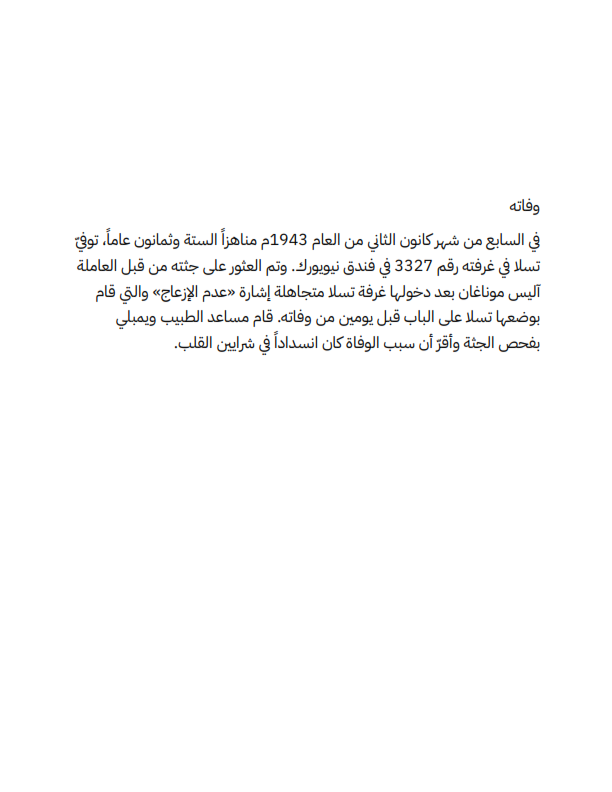 وفاته
في السابع من شهر كانون الثاني من العام 1943م مناهزاً الستة وثمانون عاماً، توفيّ
تسلا في غرفته رقم 3327 في فندق نيويورك. وتم العثور على جثته من قبل العاملة
آليس موناغان بعد دخولها غرفة تسلا متجاهلة إشارة «عدم الإزعاج» والتي قام
بوضعها تسلا على الباب قبل يومين من وفاته. قام مساعد الطبيب ويمبلي
بفحص الجثة وأقرّ أن سبب الوفاة كان انسداداً في شرايين القلب.